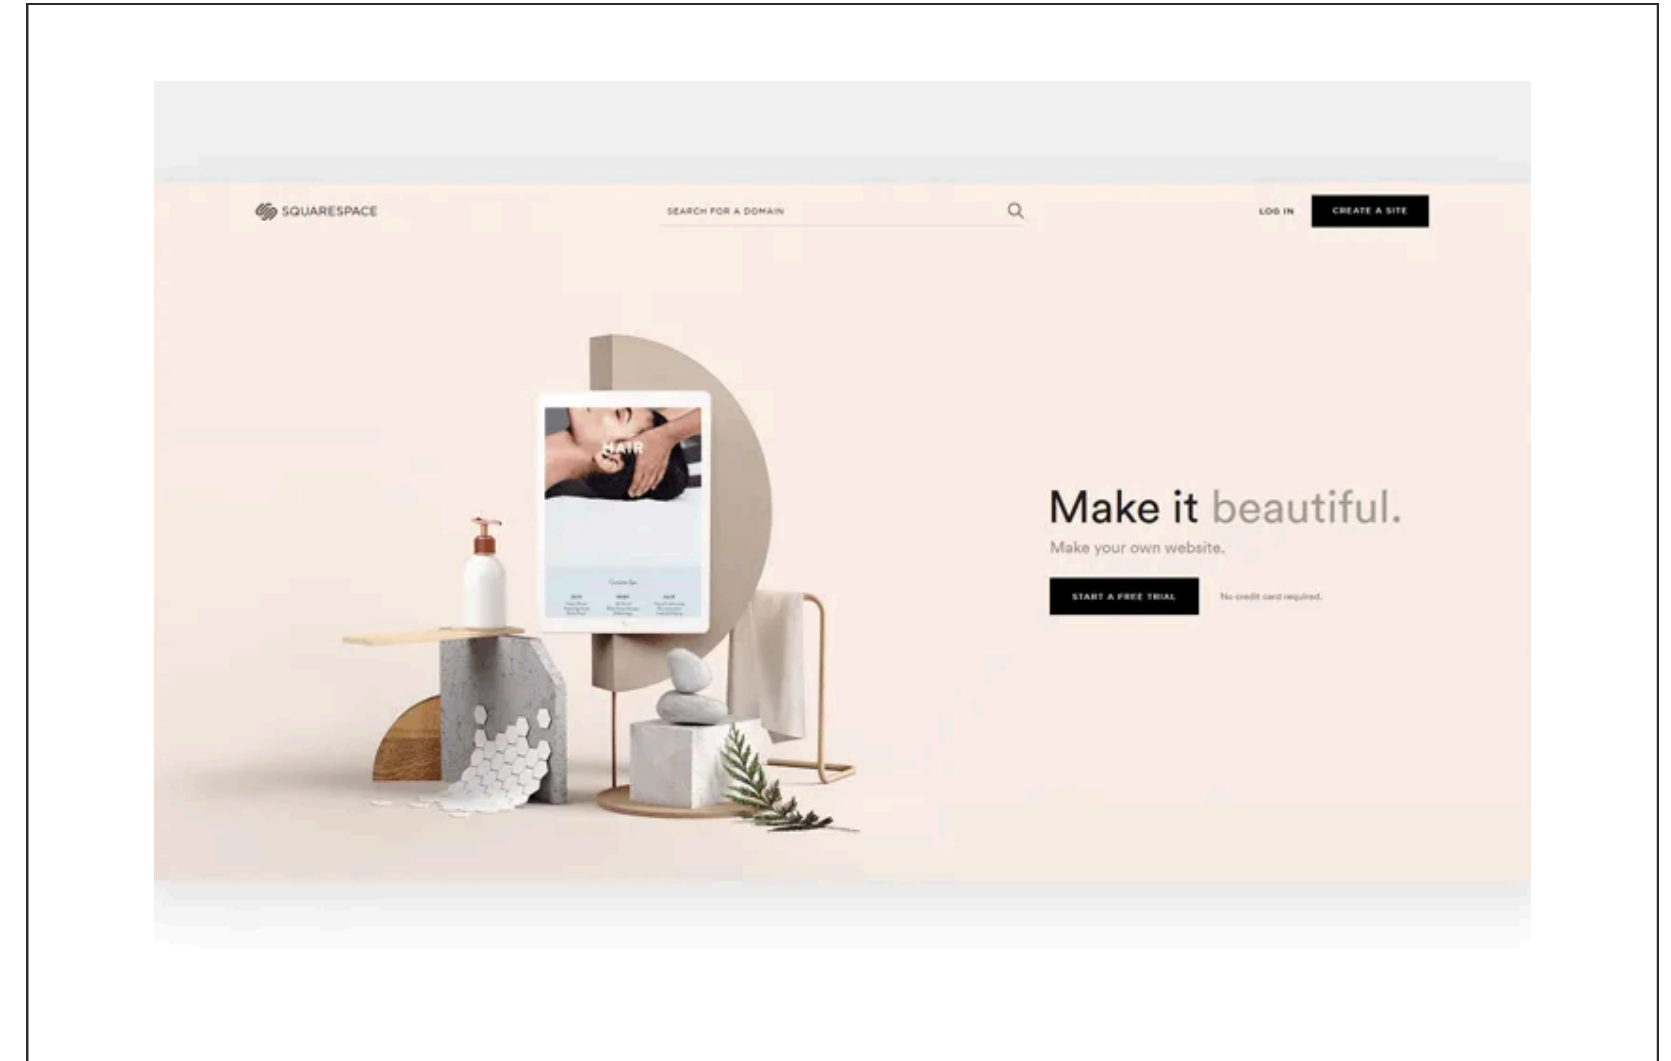 SQUARESPACE
SEARCH FOR A DOMAIN
LOG IN
CREATE A SITE
HAIR
Make it beautiful.
Make your own website.
START A FREE TRIAL
No credit card required.